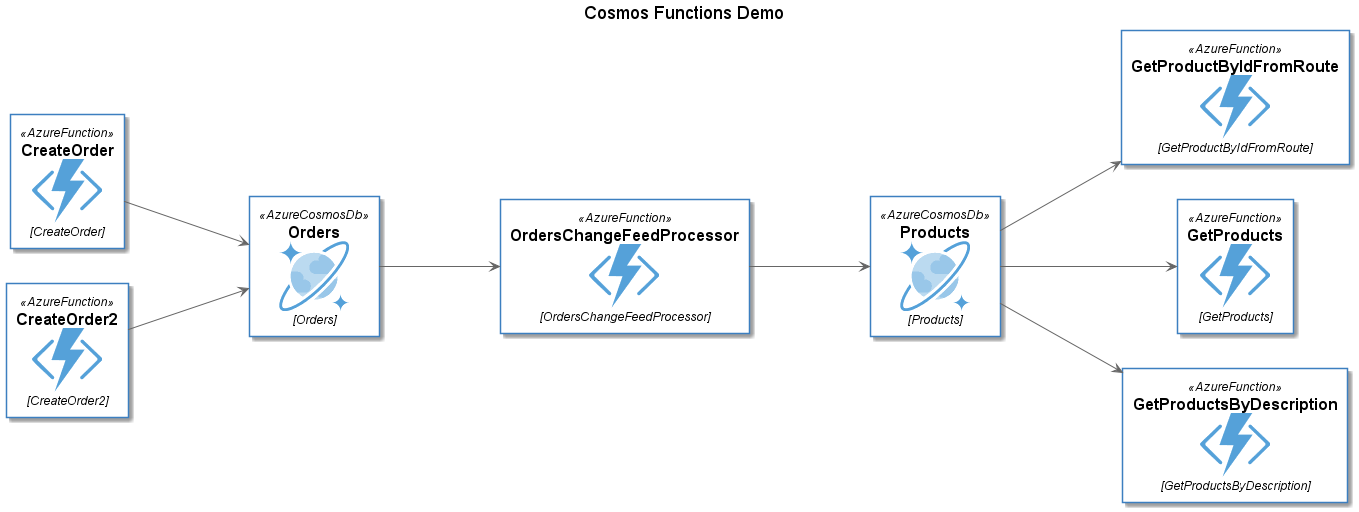 Cosmos Functions Demo
«AzureFunction»
CreateOrder
[CreateOrder]
«AzureFunction»
CreateOrder2
[CreateOrder2]
«AzureCosmosDb»
Orders
[Orders]
«AzureFunction»
OrdersChangeFeedProcessor
[OrdersChangeFeedProcessor]
«AzureCosmosDb»
Products
[Products]
«AzureFunction»
GetProductByIdFromRoute
[GetProductByIdFromRoute]
«AzureFunction»
GetProducts
[GetProducts]
«AzureFunction»
GetProductsByDescription
[GetProductsByDescription]